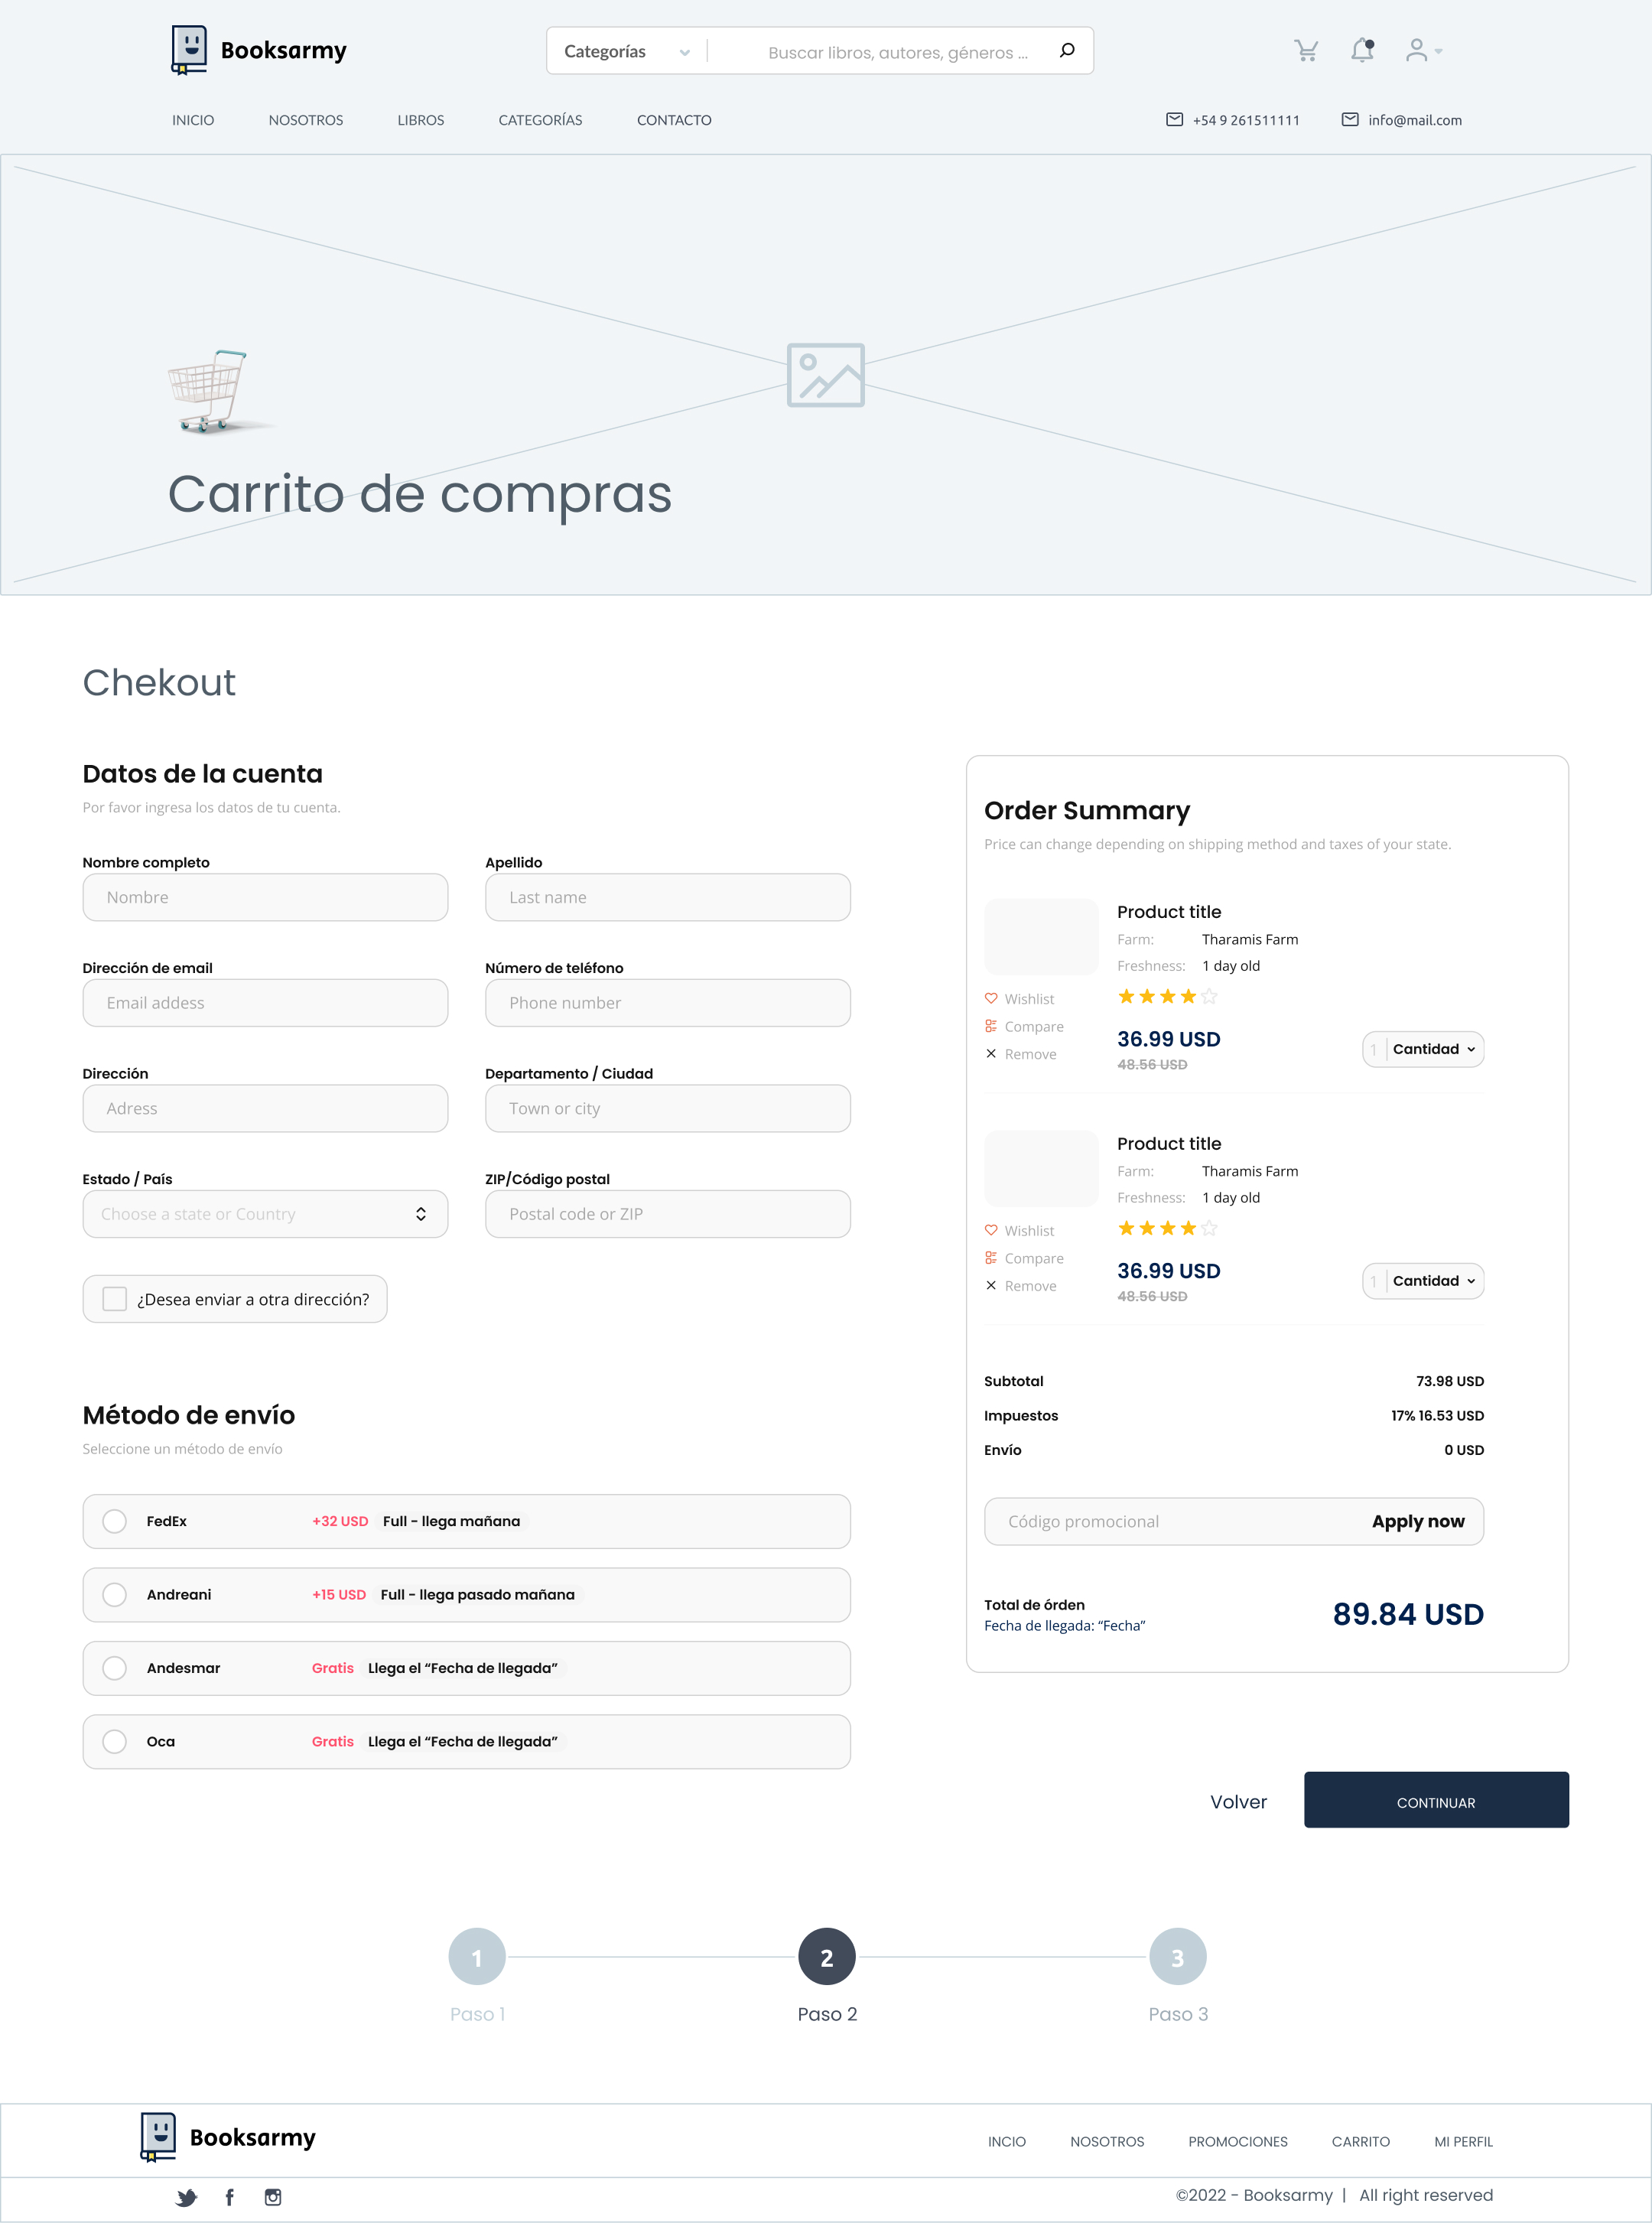 Booksarmy
Categorías
Buscar libros, autores, géneros ...
INICIO NOSOTROS LIBROS CATEGORÍAS CONTACTO
+54 9 261511111 info@mail.com
Carrito de compras
Chekout
Datos de la cuenta
Por favor ingresa los datos de tu cuenta.
Nombre completo Apellido
Nombre Last name
Dirección de email Número de teléfono
Email addess Phone number
Dirección Departamento / Ciudad
Adress Town or city
Estado / País ZIP/Código postal
Choose a state or Country Postal code or ZIP
¿Desea enviar a otra dirección?
Método de envío
Seleccione un método de envío
FedEx +32 USD Full - llega mañana
Andreani +15 USD Full - llega pasado mañana
Andesmar Gratis Llega el “Fecha de llegada”
Oca Gratis Llega el “Fecha de llegada”
Order Summary
Price can change depending on shipping method and taxes of your state.
Product title
Farm: Tharamis Farm
Freshness: 1 day old
Wishlist
Compare
Remove
36.99 USD
48.56 USD
1 Cantidad
Product title
Farm: Tharamis Farm
Freshness: 1 day old
Wishlist
Compare
Remove
36.99 USD
48.56 USD
1 Cantidad
Subtotal 73.98 USD
Impuestos 17% 16.53 USD
Envío 0 USD
Código promocional Apply now
Total de órden
Fecha de llegada: “Fecha”
89.84 USD
Volver CONTINUAR
1 2 3
Paso 1 Paso 2 Paso 3
Booksarmy
INCIO NOSOTROS PROMOCIONES CARRITO MI PERFIL
©2022 - Booksarmy | All right reserved